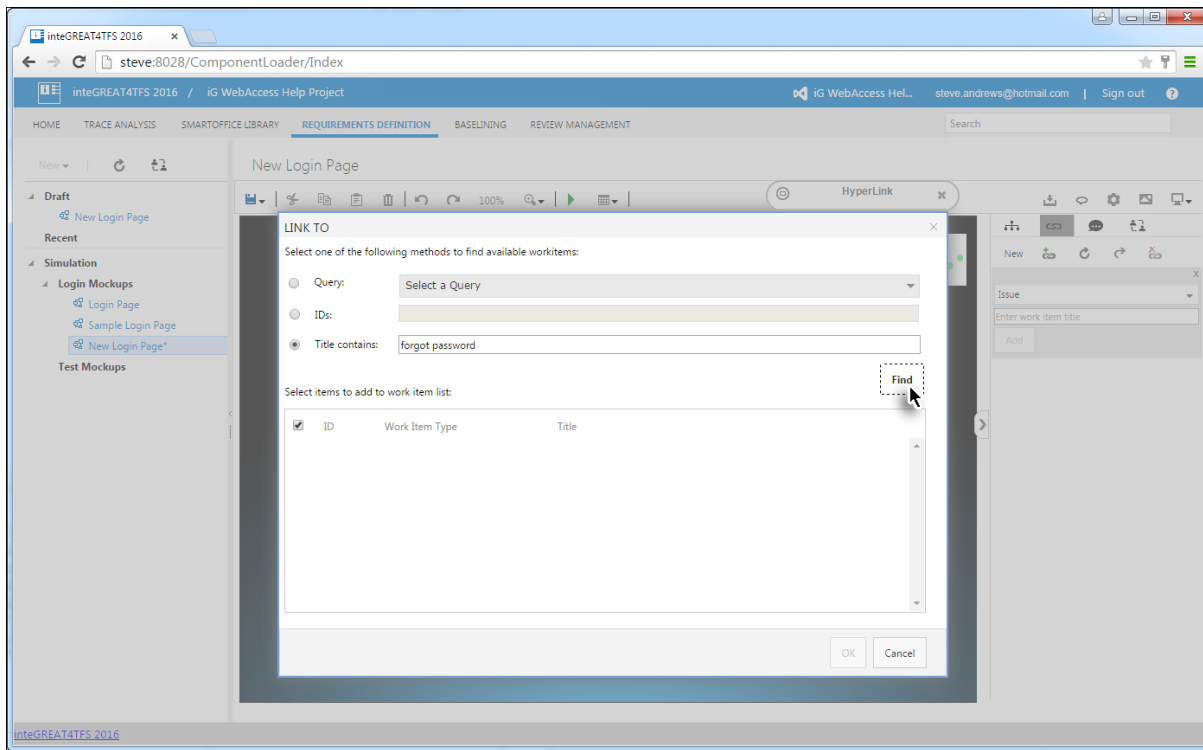 inteGREAT4TFS 2016
steve:8028/ComponentLoader/Index
inteGREAT4TFS 2016 / iG WebAccess Help Project
iG WebAccess Hel... steve.andrews@hotmail.com | Sign out ?
HOME TRACE ANALYSIS SMARTOFFICE LIBRARY REQUIREMENTS DEFINITION BASELINING REVIEW MANAGEMENT Search
New New Login Page
Draft
New Login Page
Recent
Simulation
Login Mockups
Login Page
Sample Login Page
New Login Page*
Test Mockups
100% HyperLink
LINK TO
Select one of the following methods to find available workitems:
Query: Select a Query
IDs:
Title contains: forgot password
Find
Select items to add to work item list:
ID Work Item Type Title
OK Cancel
New
x
Issue
Enter work item title
Add
inteGREAT4TFS 2016